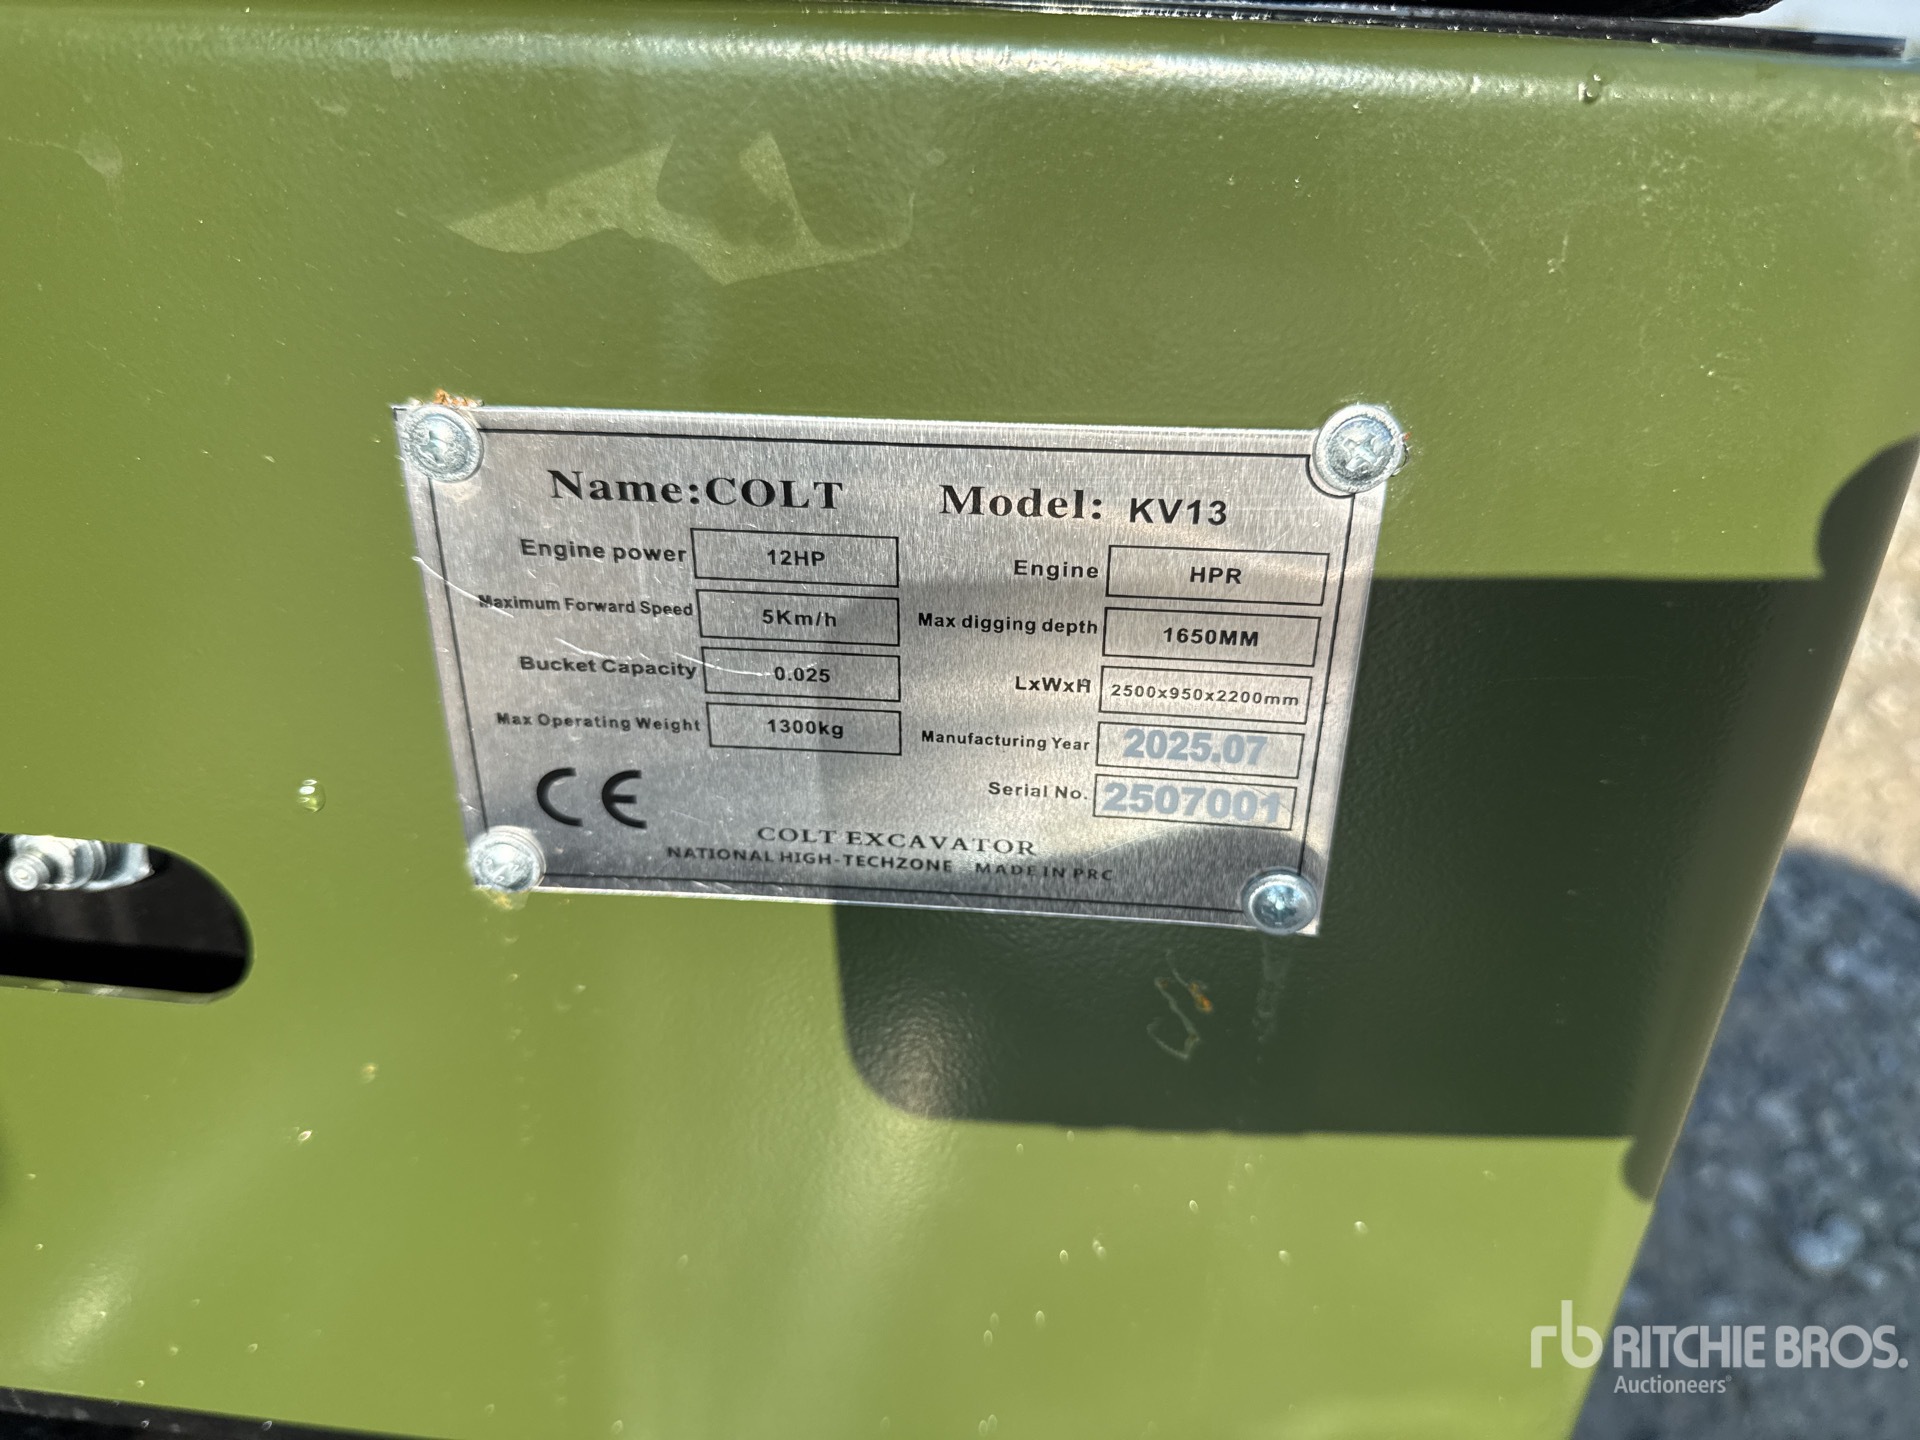 Name:COLT Model: KV13
Engine power 12HP Engine HPR
Maximum Forward Speed 5Km/h Max digging depth 1650MM
Bucket Capacity 0.025 LxWxH 2500x950x2200mm
Max Operating Weight 1300kg Manufacturing Year 2025.07
Serial No. 2507001
CE
COLT EXCAVATOR
NATIONAL HIGH-TECHZONE MADE IN PRC
rb RITCHIE BROS.
Auctioneers